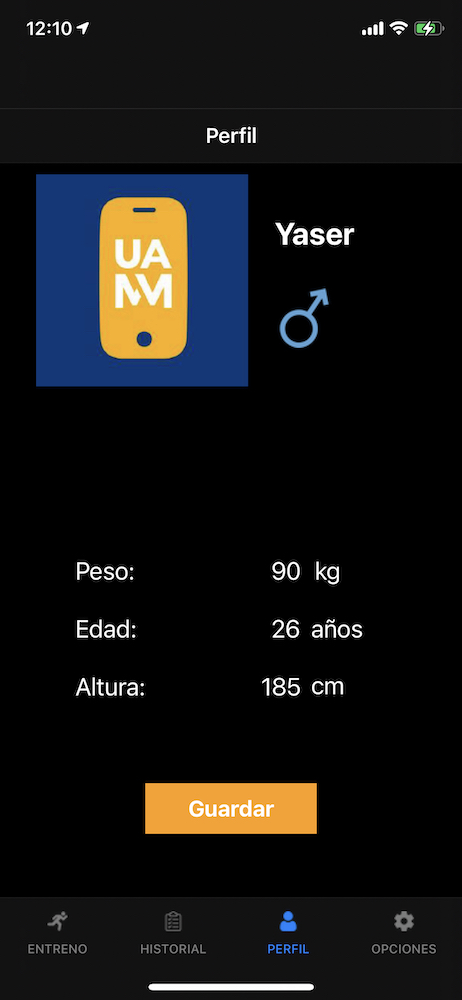 12:10
Perfil
UA
MM
Yaser
Peso: 90 kg
Edad: 26 años
Altura: 185 cm
Guardar
ENTRENO HISTORIAL PERFIL OPCIONES